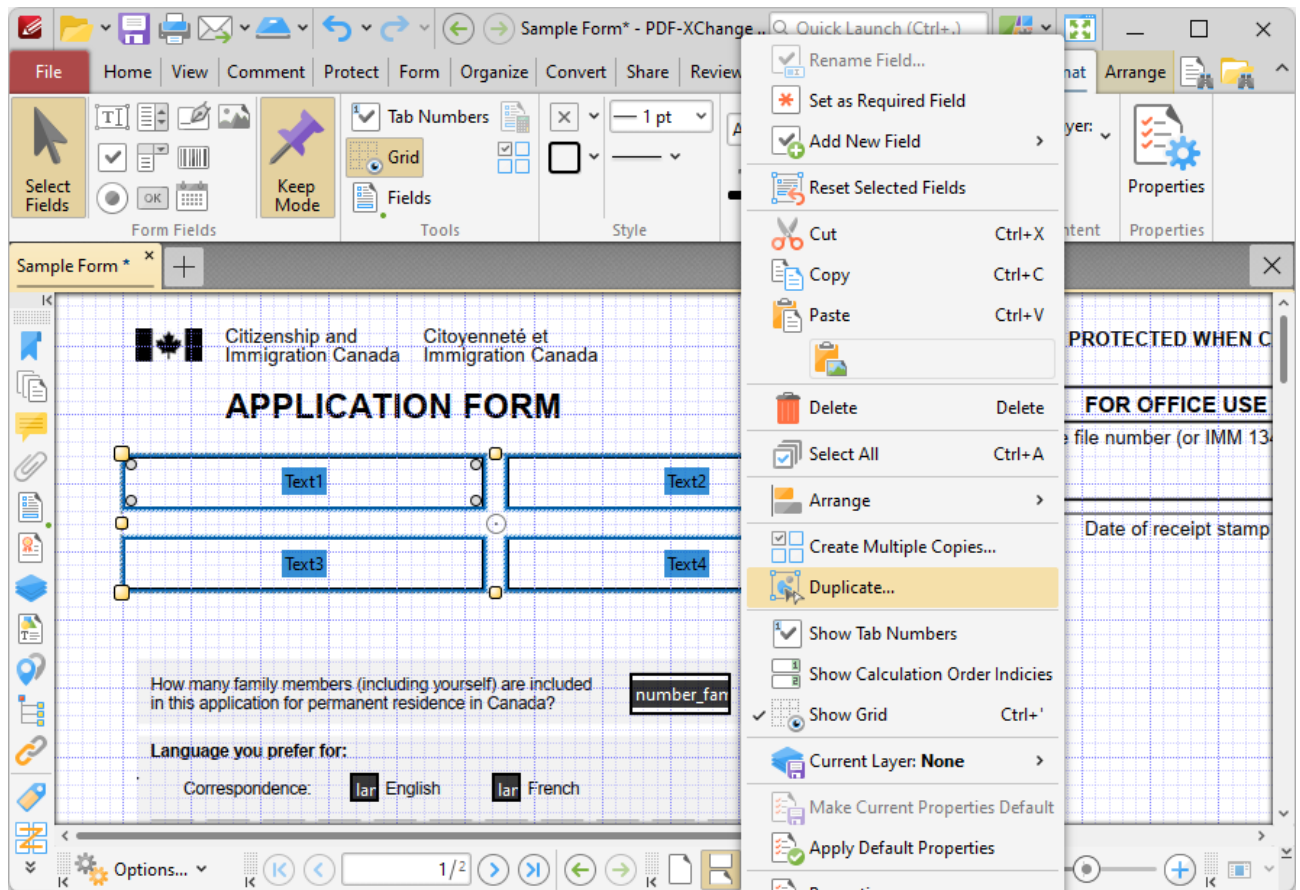 Sample Form* - PDF-XChange ..
Quick Launch (Ctrl+.)
File
Home
View
Comment
Protect
Form
Organize
Convert
Share
Review
Arrange
Select
Fields
OK
Keep
Mode
Tab Numbers
Grid
Fields
1 pt
Properties
Form Fields
Tools
Style
Properties
Sample Form *
Citizenship and
Immigration Canada
Citoyenneté et
Immigration Canada
APPLICATION FORM
PROTECTED WHEN C
FOR OFFICE USE
file number (or IMM 134
Date of receipt stamp
Text1
Text2
Text3
Text4
How many family members (including yourself) are included
in this application for permanent residence in Canada?
number_fam
Language you prefer for:
Correspondence:
lar
English
lar
French
Rename Field...
Set as Required Field
Add New Field
Reset Selected Fields
Cut Ctrl+X
Copy Ctrl+C
Paste Ctrl+V
Delete Delete
Select All Ctrl+A
Arrange
Create Multiple Copies...
Duplicate...
Show Tab Numbers
Show Calculation Order Indicies
Show Grid Ctrl+'
Current Layer: None
Make Current Properties Default
Apply Default Properties
Options...
1/2